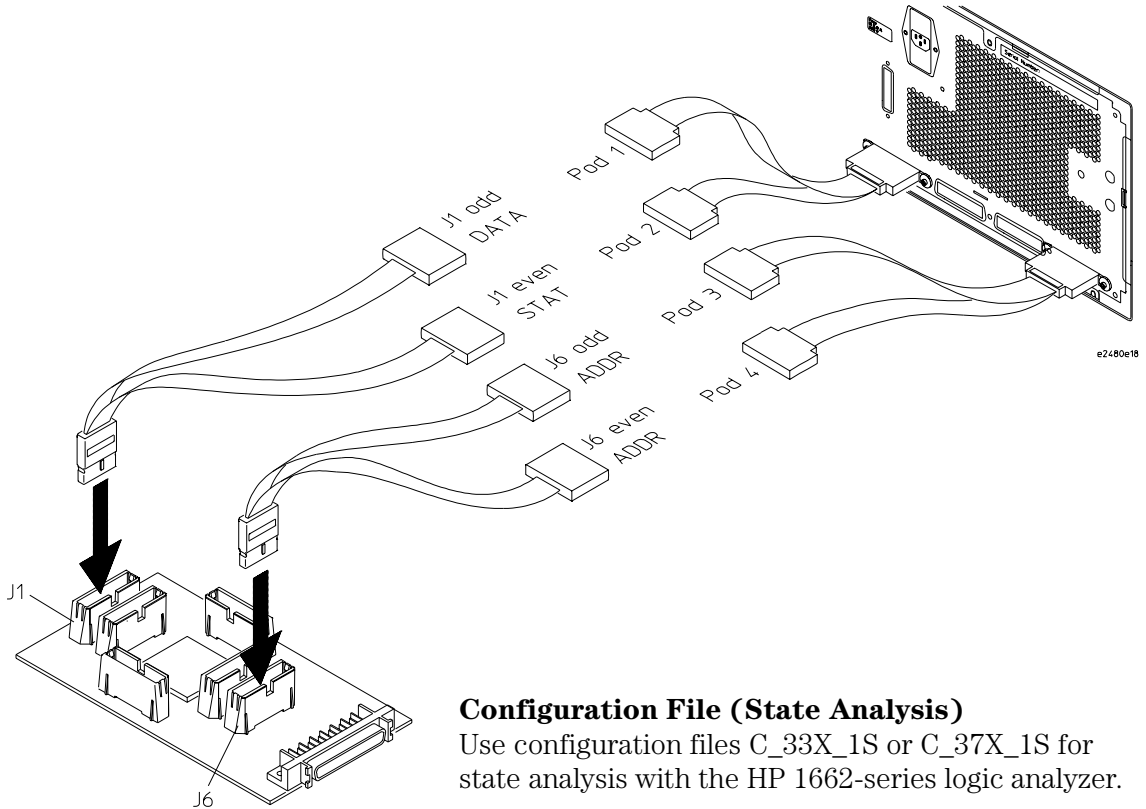 Serial Number
Pod 1
J1 odd
DATA
Pod 2
J1 even
STAT
Pod 3
J6 odd
ADDR
Pod 4
e2480e18
J6 even
ADDR
J1
J6
Configuration File (State Analysis)
Use configuration files C_33X_1S or C_37X_1S for
state analysis with the HP 1662-series logic analyzer.